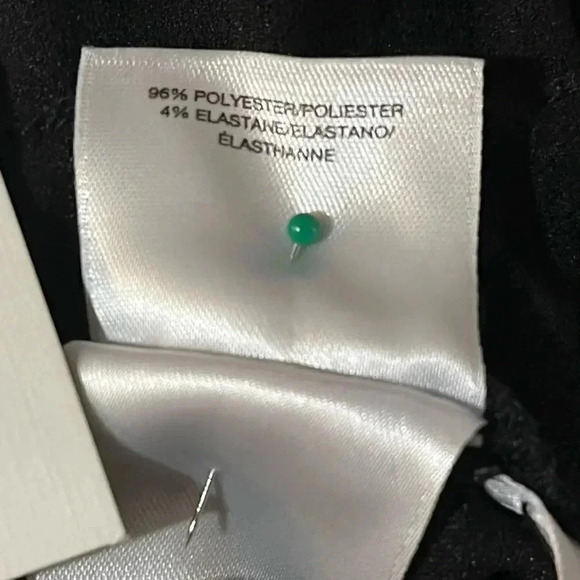 96% POLYESTER/POLIESTER
4% ELASTANE/ELASTANO/
ÉLASTHANNE